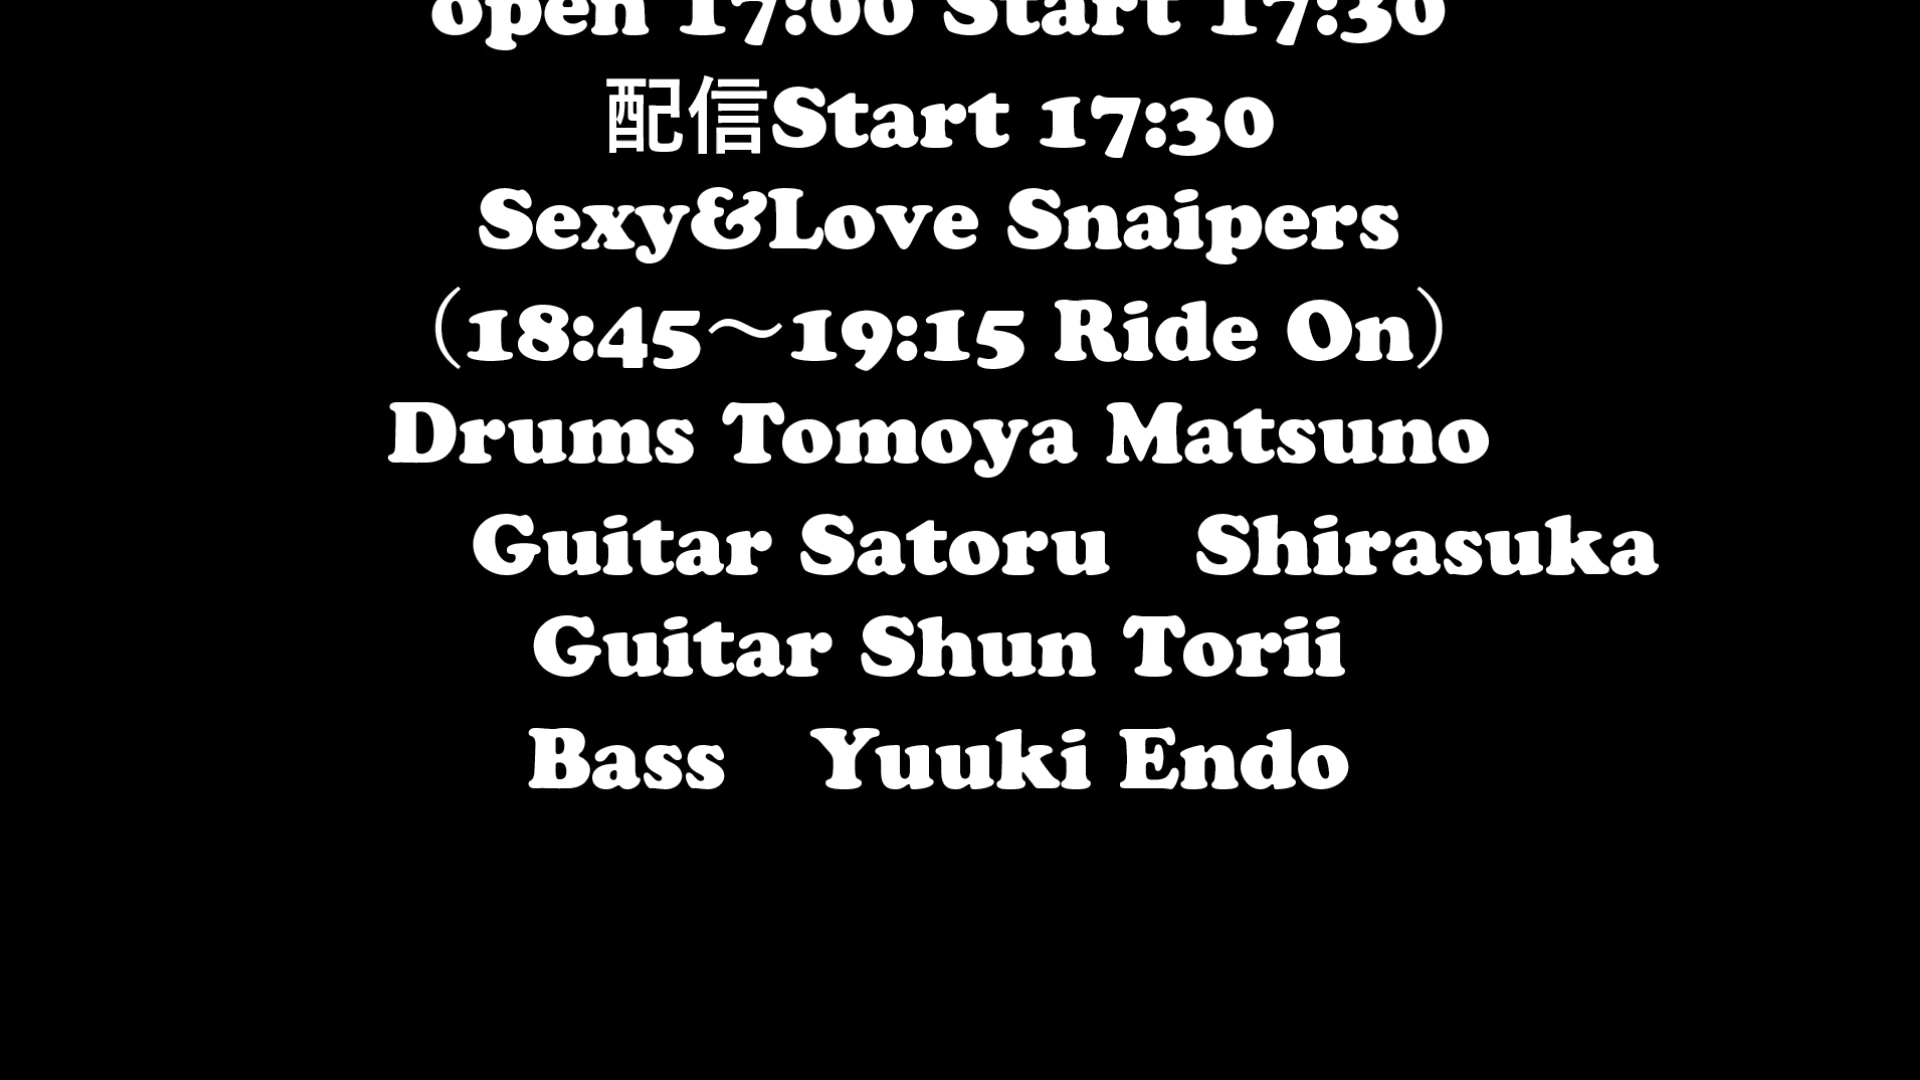 open 17:00 Start 17:30
配信Start 17:30
Sexy&Love Snaipers
（18:45～19:15 Ride On）
Drums Tomoya Matsuno
Guitar Satoru　Shirasuka
Guitar Shun Torii
Bass　Yuuki Endo